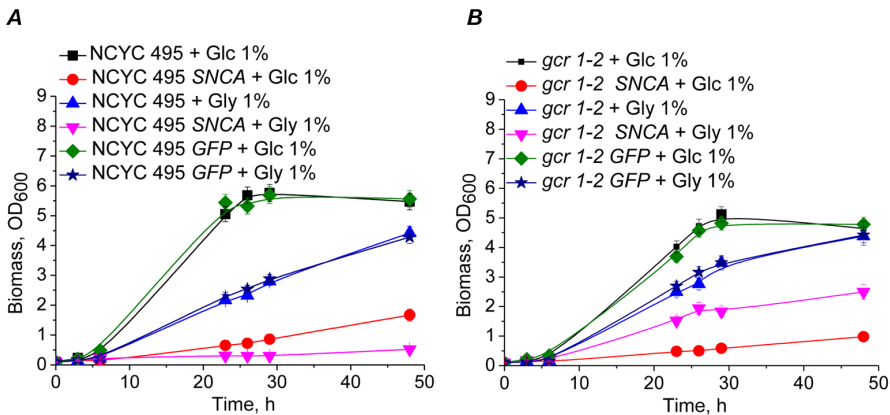 A
NCYC 495 + Glc 1%
NCYC 495 SNCA + Glc 1%
NCYC 495 + Gly 1%
NCYC 495 SNCA + Gly 1%
NCYC 495 GFP + Glc 1%
NCYC 495 GFP + Gly 1%
Biomass, OD600
9
8
7
6
5
4
3
2
1
0
0 10 20 30 40 50
Time, h
B
gcr 1-2 + Glc 1%
gcr 1-2 SNCA + Glc 1%
gcr 1-2 + Gly 1%
gcr 1-2 SNCA + Gly 1%
gcr 1-2 GFP + Glc 1%
gcr 1-2 GFP + Gly 1%
Biomass, OD600
9
8
7
6
5
4
3
2
1
0
0 10 20 30 40 50
Time, h